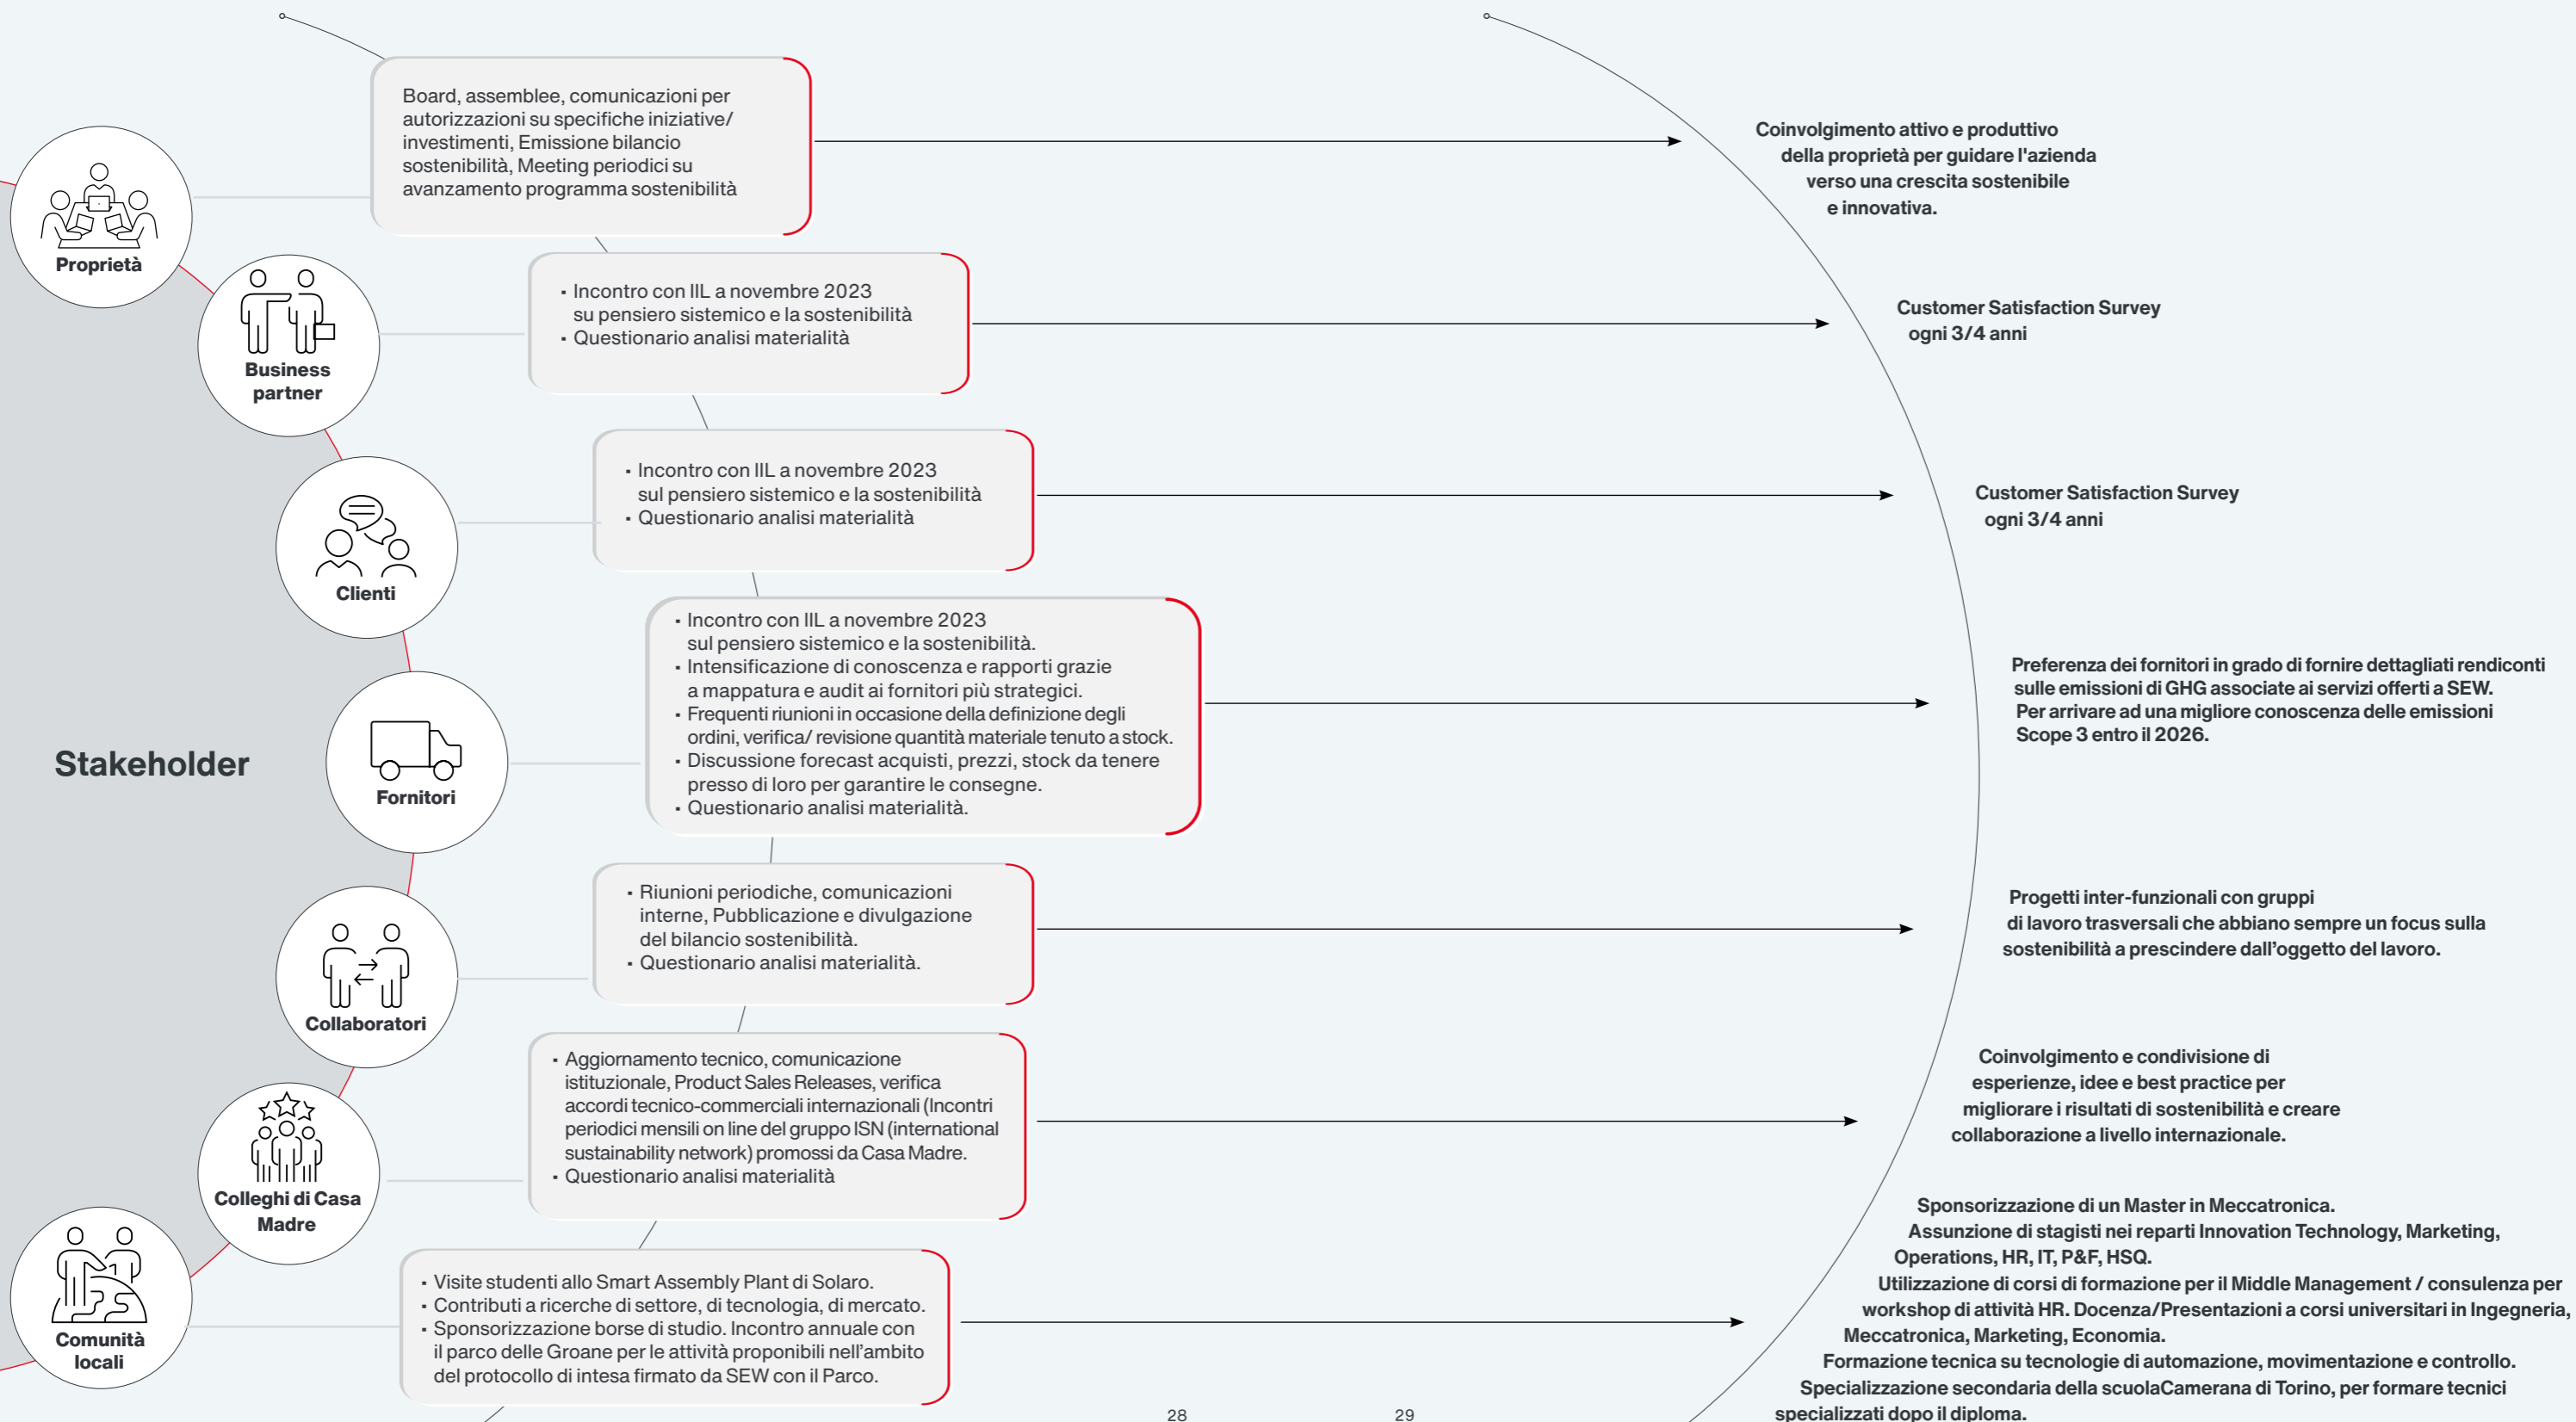 Stakeholder
Proprietà
Board, assemblee, comunicazioni per
autorizzazioni su specifiche iniziative/
investimenti, Emissione bilancio
sostenibilità, Meeting periodici su
avanzamento programma sostenibilità
Coinvolgimento attivo e produttivo
della proprietà per guidare l'azienda
verso una crescita sostenibile
e innovativa.
Business
partner
▪ Incontro con IIL a novembre 2023
su pensiero sistemico e la sostenibilità
▪ Questionario analisi materialità
Customer Satisfaction Survey
ogni 3/4 anni
Clienti
▪ Incontro con IIL a novembre 2023
sul pensiero sistemico e la sostenibilità
▪ Questionario analisi materialità
Customer Satisfaction Survey
ogni 3/4 anni
Fornitori
▪ Incontro con IIL a novembre 2023
sul pensiero sistemico e la sostenibilità.
▪ Intensificazione di conoscenza e rapporti grazie
a mappatura e audit ai fornitori più strategici.
▪ Frequenti riunioni in occasione della definizione degli
ordini, verifica/ revisione quantità materiale tenuto a stock.
▪ Discussione forecast acquisti, prezzi, stock da tenere
presso di loro per garantire le consegne.
▪ Questionario analisi materialità.
Preferenza dei fornitori in grado di fornire dettagliati rendiconti
sulle emissioni di GHG associate ai servizi offerti a SEW.
Per arrivare ad una migliore conoscenza delle emissioni
Scope 3 entro il 2026.
Collaboratori
▪ Riunioni periodiche, comunicazioni
interne, Pubblicazione e divulgazione
del bilancio sostenibilità.
▪ Questionario analisi materialità.
Progetti inter-funzionali con gruppi
di lavoro trasversali che abbiano sempre un focus sulla
sostenibilità a prescindere dall’oggetto del lavoro.
Colleghi di Casa
Madre
▪ Aggiornamento tecnico, comunicazione
istituzionale, Product Sales Releases, verifica
accordi tecnico-commerciali internazionali (Incontri
periodici mensili on line del gruppo ISN (international
sustainability network) promossi da Casa Madre.
▪ Questionario analisi materialità
Coinvolgimento e condivisione di
esperienze, idee e best practice per
migliorare i risultati di sostenibilità e creare
collaborazione a livello internazionale.
Comunità
locali
▪ Visite studenti allo Smart Assembly Plant di Solaro.
▪ Contributi a ricerche di settore, di tecnologia, di mercato.
▪ Sponsorizzazione borse di studio. Incontro annuale con
il parco delle Groane per le attività proponibili nell’ambito
del protocollo di intesa firmato da SEW con il Parco.
Sponsorizzazione di un Master in Meccatronica.
Assunzione di stagisti nei reparti Innovation Technology, Marketing,
Operations, HR, IT, P&F, HSQ.
Utilizzazione di corsi di formazione per il Middle Management / consulenza per
workshop di attività HR. Docenza/Presentazioni a corsi universitari in Ingegneria,
Meccatronica, Marketing, Economia.
Formazione tecnica su tecnologie di automazione, movimentazione e controllo.
Specializzazione secondaria della scuolaCamerana di Torino, per formare tecnici
specializzati dopo il diploma.
28
29